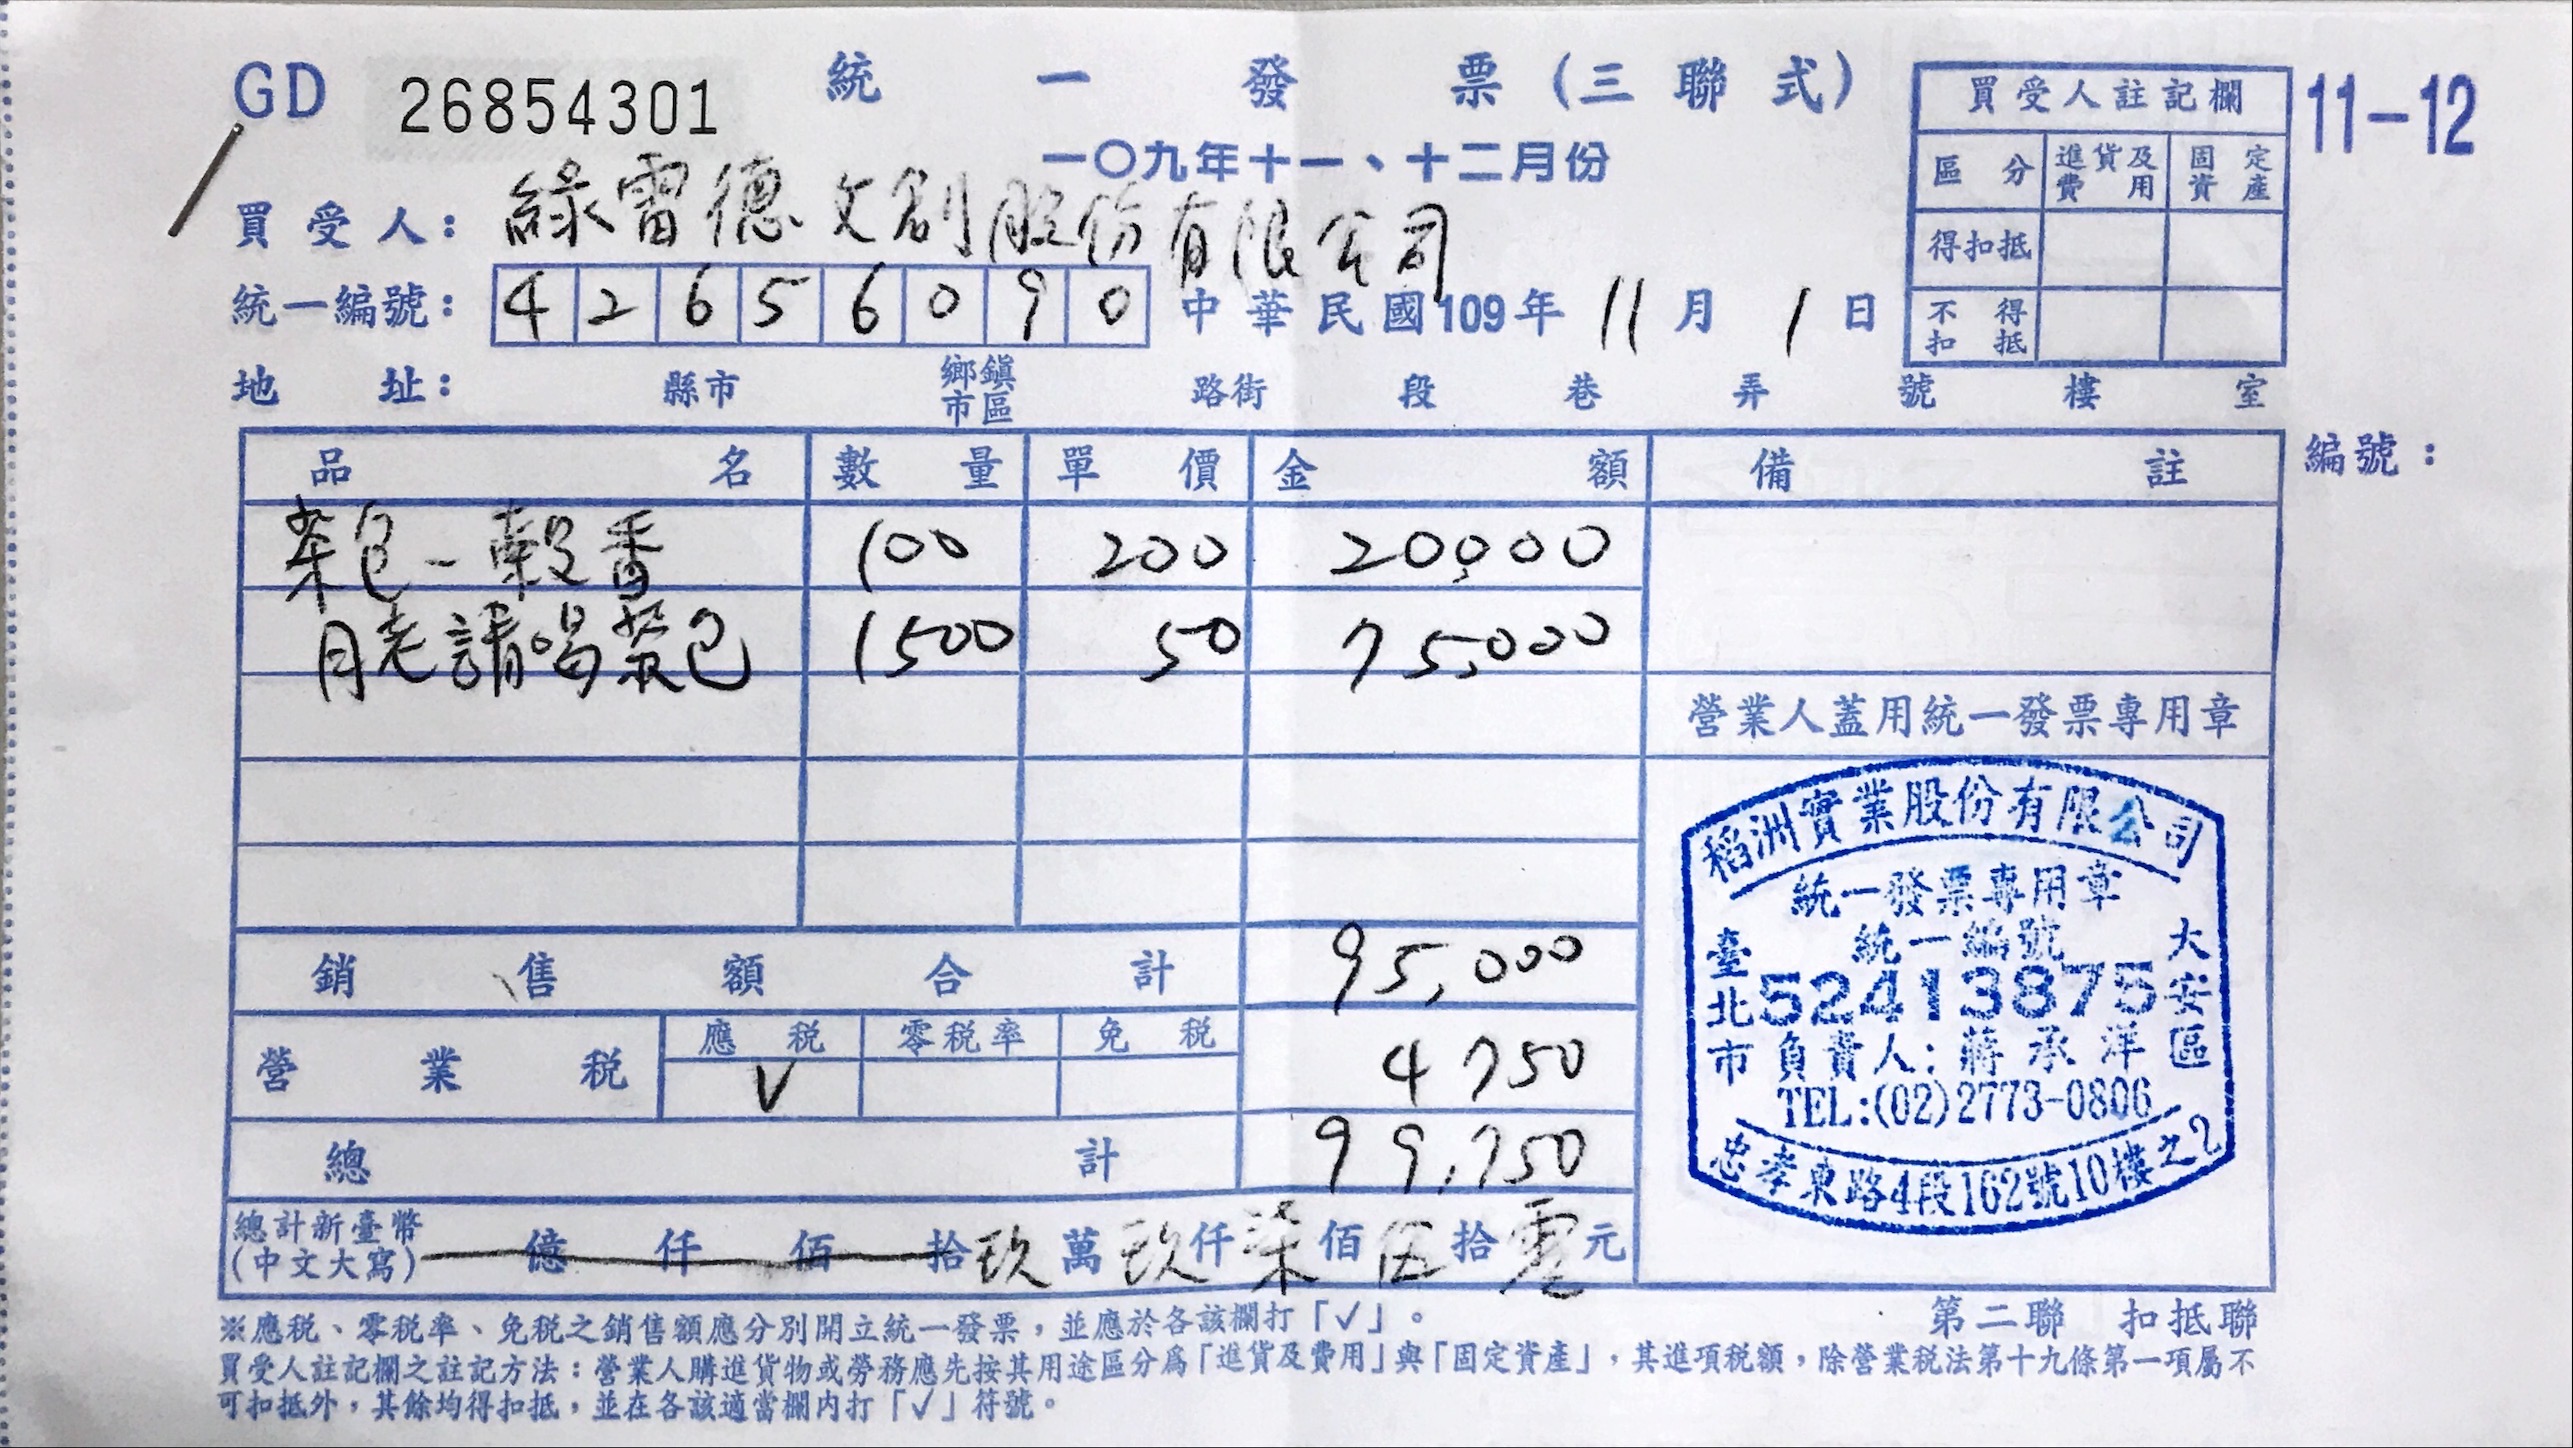 GD 26854301 統一發票(三聯式) 11-12
一○九年十一、十二月份
買受人: 綠雷德文創股份有限公司
統一編號: 42656090 中華民國109年 11月 1日
地址: 縣市 鄉鎮市區 路街 段 巷 弄 號 樓 室
買受人註記欄
區分 進貨及費用 固定資產
得扣抵
不得扣抵
編號:
品名 數量 單價 金額 備註
茶包-穀香 100 200 20,000
月老請喝茶包 1500 50 75,000
營業人蓋用統一發票專用章
銷售額合計 95,000
營業稅 應稅 零稅率 免稅 4750
V
總計 99,750
總計新臺幣
(中文大寫) 億 仟 佰 拾 玖萬 玖仟 柒佰 伍拾 零元
稻洲實業股份有限公司
統一發票專用章
統一編號
52413875
臺北市 大安區
負責人:蔣承洋
TEL:(02)2773-0806
忠孝東路4段162號10樓之2
第二聯 扣抵聯
※應稅、零稅率、免稅之銷售額應分別開立統一發票,並應於各該欄打「✓」。
買受人註記欄之註記方法:營業人購進貨物或勞務應先按其用途區分為「進貨及費用」與「固定資產」,其進項稅額,除營業稅法第十九條第一項屬不
可扣抵外,其餘均得扣抵,並在各該適當欄內打「✓」符號。